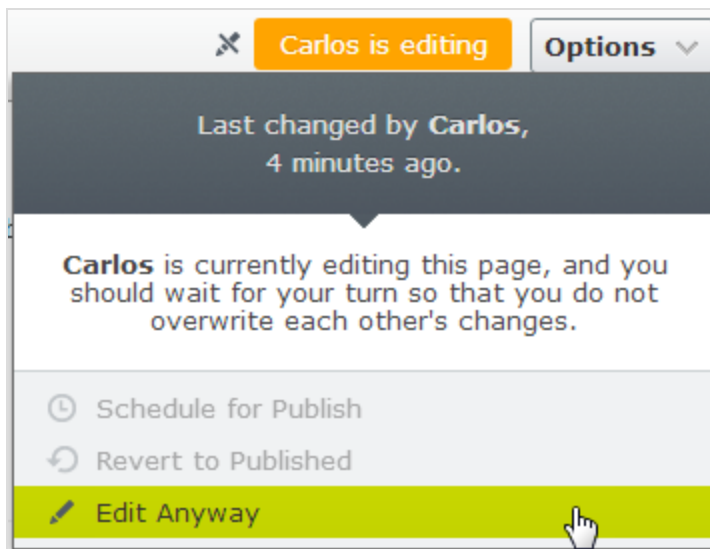 Carlos is editing
Options
Last changed by Carlos,
4 minutes ago.
Carlos is currently editing this page, and you
should wait for your turn so that you do not
overwrite each other's changes.
Schedule for Publish
Revert to Published
Edit Anyway